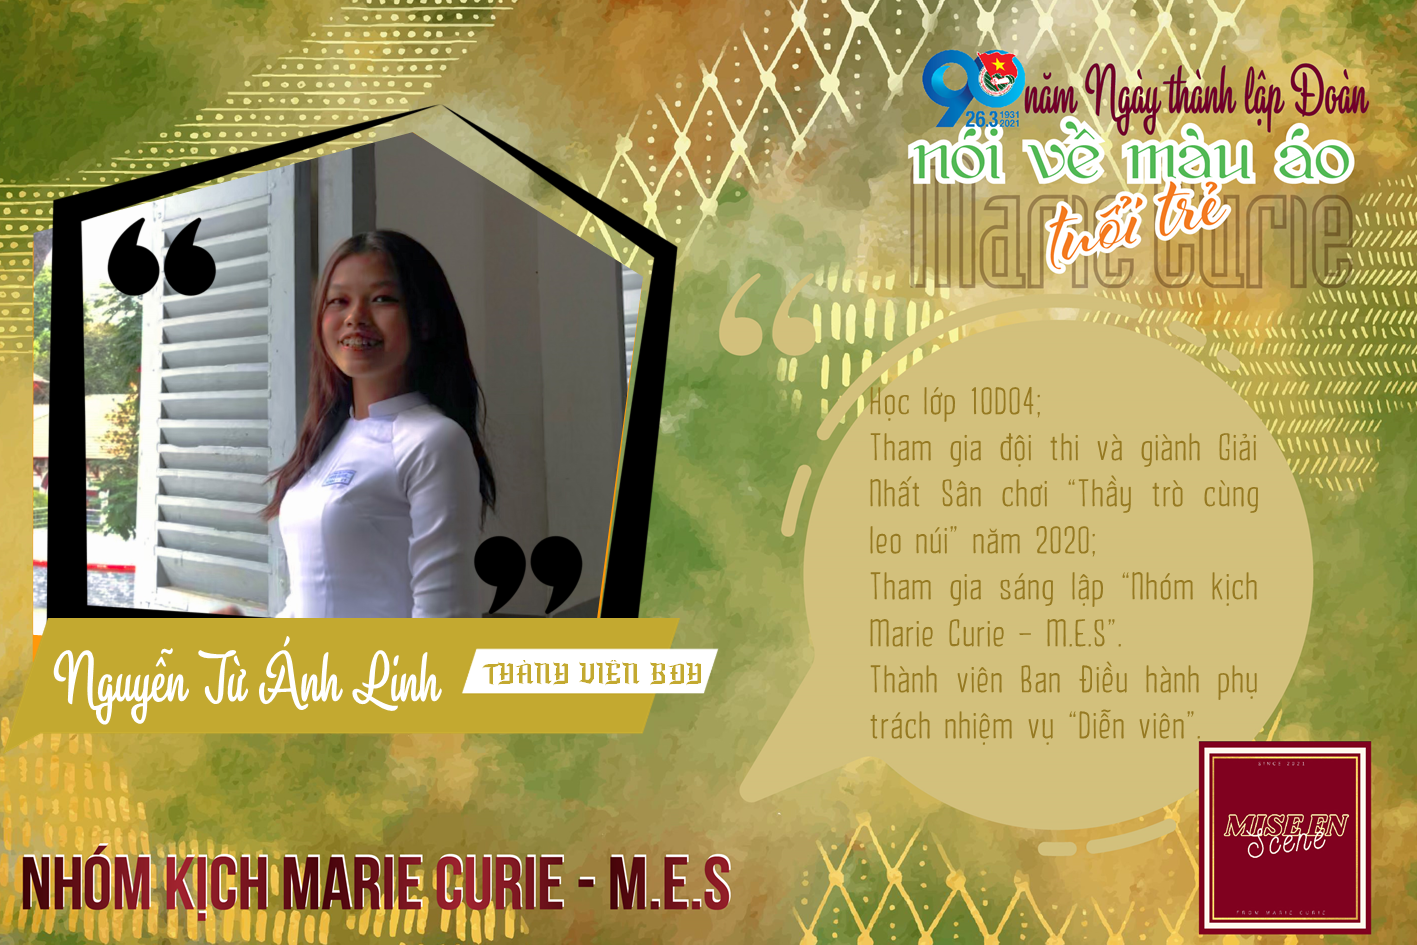 90 năm Ngày thành lập Đoàn
26.3 1931 2021
nói về màu áo
tuổi trẻ
Marie Curie
Học lớp 10D04;
Tham gia đội thi và giành Giải
Nhất Sân chơi “Thầy trò cùng
leo núi” năm 2020;
Tham gia sáng lập “Nhóm kịch
Marie Curie – M.E.S”.
Thành viên Ban Điều hành phụ
trách nhiệm vụ “Diễn viên”.
Nguyễn Từ Ánh Linh
THÀNH VIÊN BĐH
NHÓM KỊCH MARIE CURIE - M.E.S
SINCE 2021
MISE EN
Scene
FROM MARIE CURIE